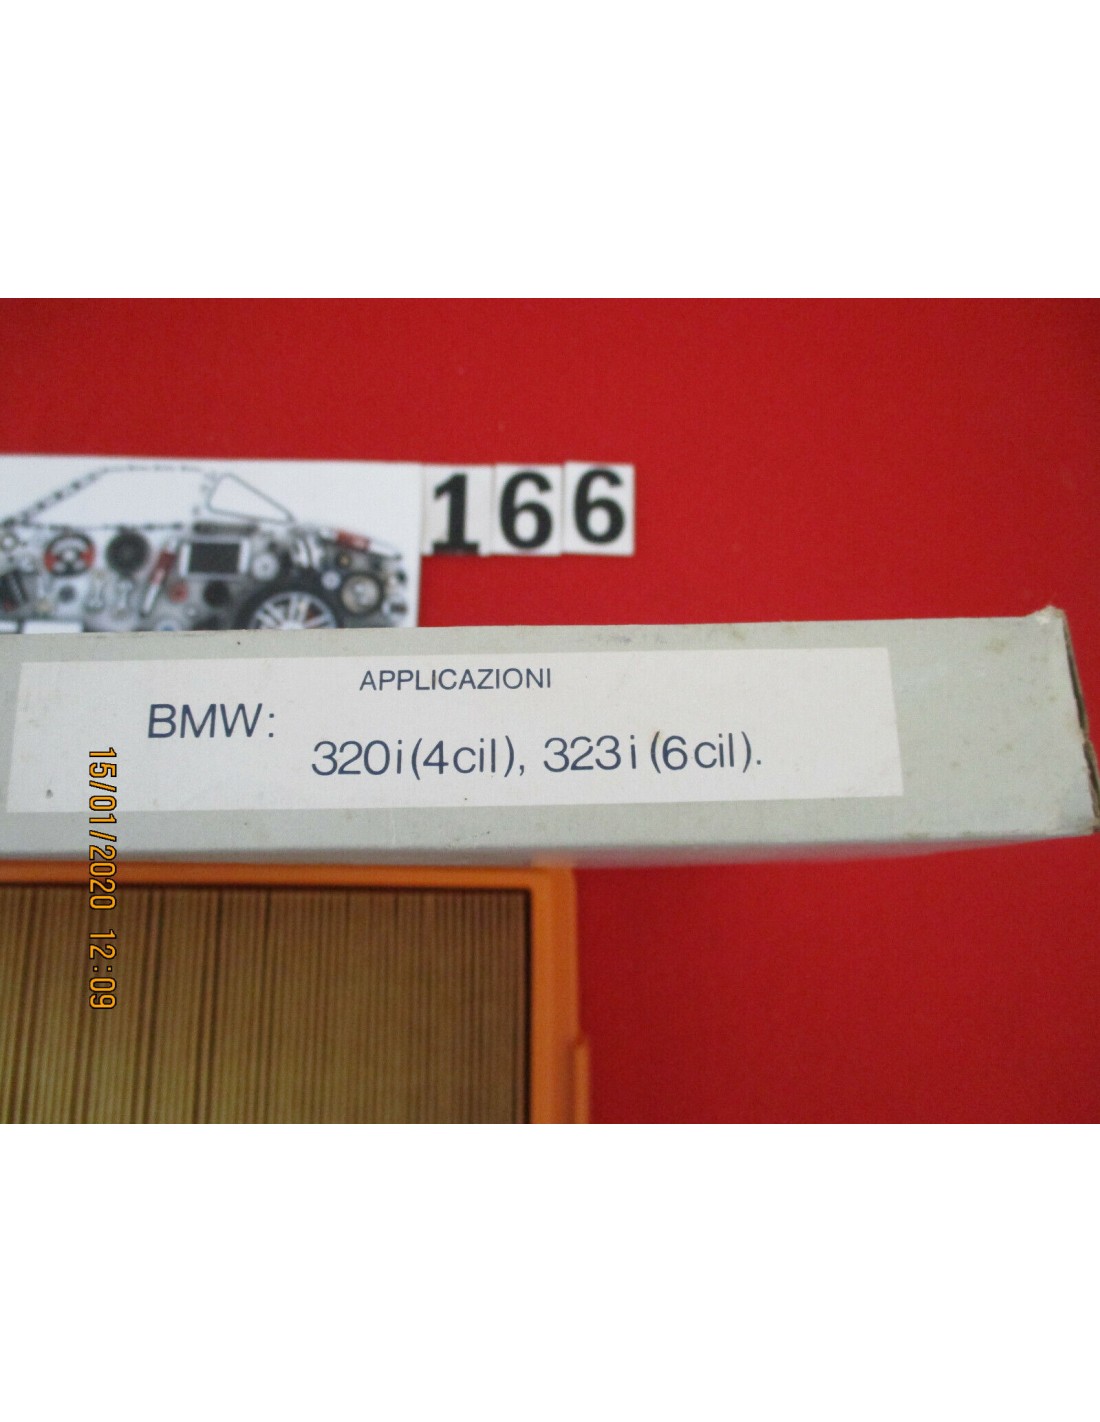 166
APPLICAZIONI
BMW:
320i(4cil), 323i(6cil).
15/01/2020 12:09